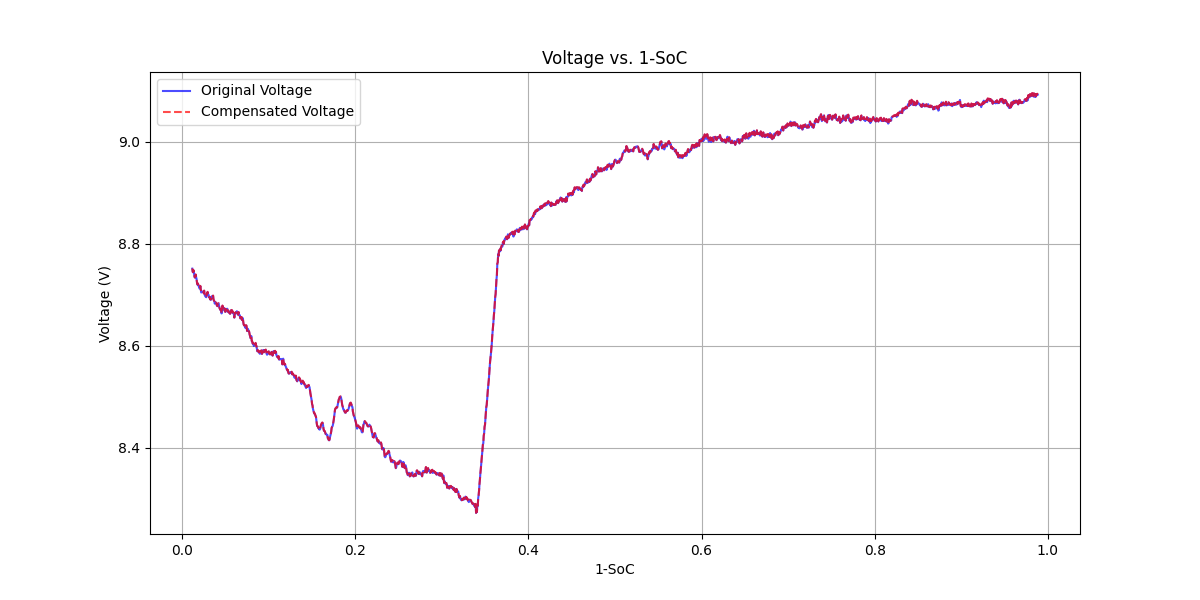 Voltage vs. 1-SoC
Original Voltage
Compensated Voltage
Voltage (V)
9.0
8.8
8.6
8.4
0.0 0.2 0.4 0.6 0.8 1.0
1-SoC